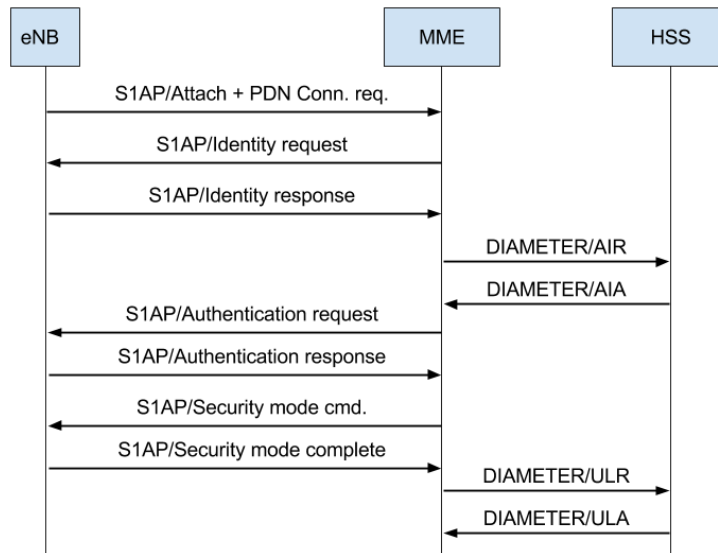 eNB
MME
HSS
S1AP/Attach + PDN Conn. req.
S1AP/Identity request
S1AP/Identity response
DIAMETER/AIR
DIAMETER/AIA
S1AP/Authentication request
S1AP/Authentication response
S1AP/Security mode cmd.
S1AP/Security mode complete
DIAMETER/ULR
DIAMETER/ULA